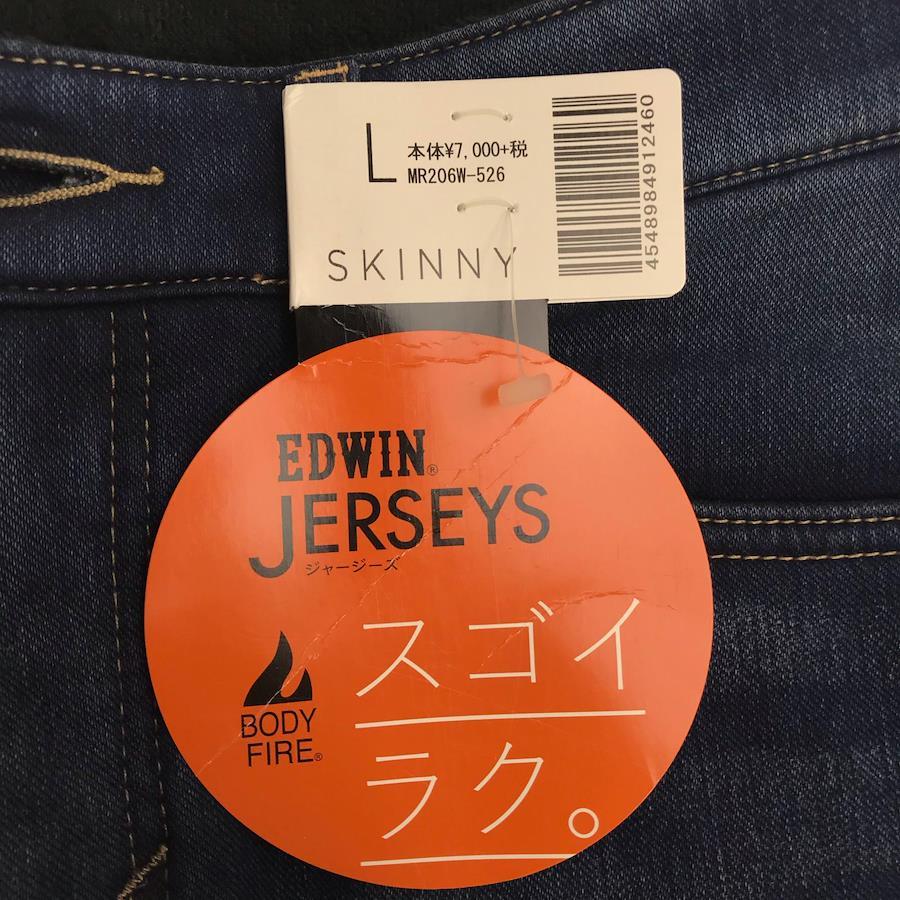 L
本体¥7,000+税
MR206W-526
SKINNY
4548984912460
EDWIN®
JERSEYS
ジャージーズ
スゴイ
ラク。
BODY
FIRE®